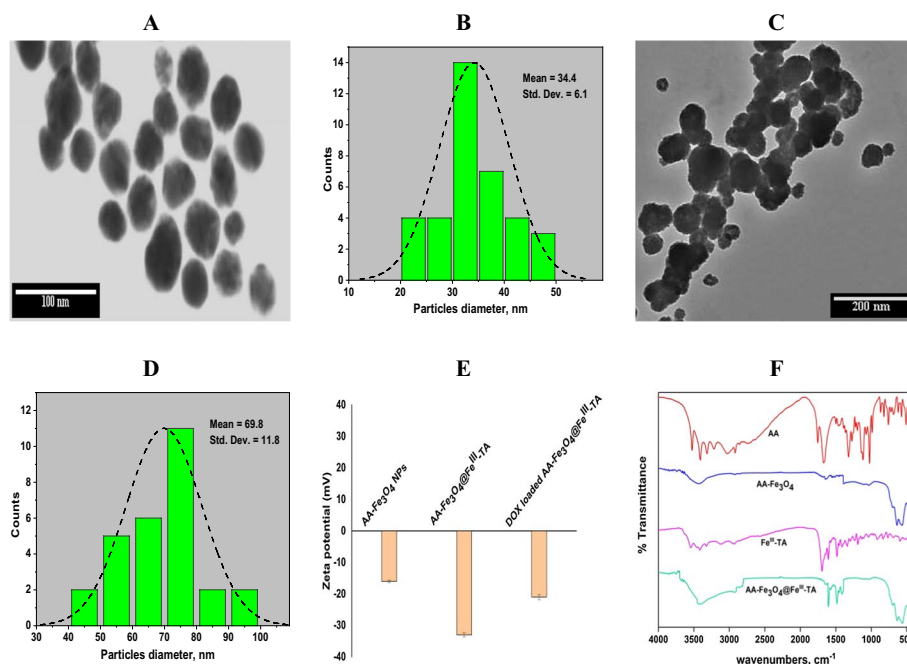 A
B
C
100 nm
Counts
14
12
10
8
6
4
2
0
Mean = 34.4
Std. Dev. = 6.1
10 20 30 40 50
Particles diameter, nm
200 nm
D
E
F
Counts
12
10
8
6
4
2
0
Mean = 69.8
Std. Dev. = 11.8
30 40 50 60 70 80 90 100
Particles diameter, nm
Zeta potential (mV)
40
30
20
10
0
-10
-20
-30
-40
AA-Fe₃O₄ NPs
AA-Fe₃O₄@Feᴵᴵᴵ-TA
DOX loaded AA-Fe₃O₄@Feᴵᴵᴵ-TA
% Transmittance
AA
AA-Fe₃O₄
Feᴵᴵᴵ-TA
AA-Fe₃O₄@Feᴵᴵᴵ-TA
4000 3500 3000 2500 2000 1500 1000 500
wavenumbers, cm⁻¹